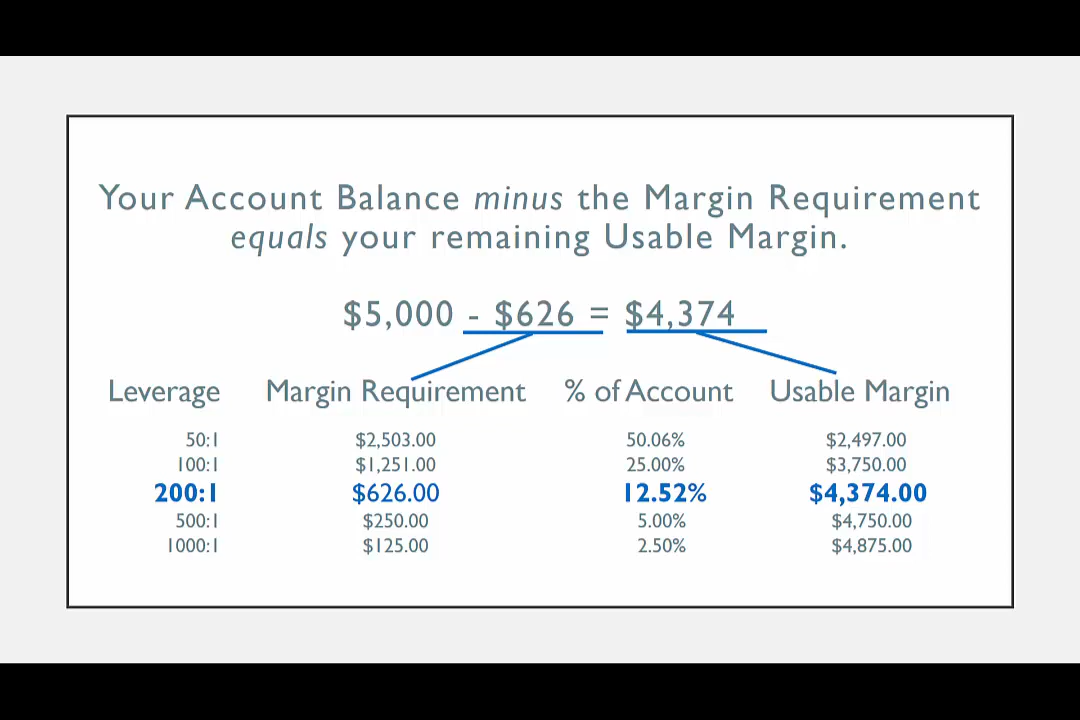 Your Account Balance minus the Margin Requirement
equals your remaining Usable Margin.
$5,000 - $626 = $4,374
Leverage Margin Requirement % of Account Usable Margin
50:1 $2,503.00 50.06% $2,497.00
100:1 $1,251.00 25.00% $3,750.00
200:1 $626.00 12.52% $4,374.00
500:1 $250.00 5.00% $4,750.00
1000:1 $125.00 2.50% $4,875.00